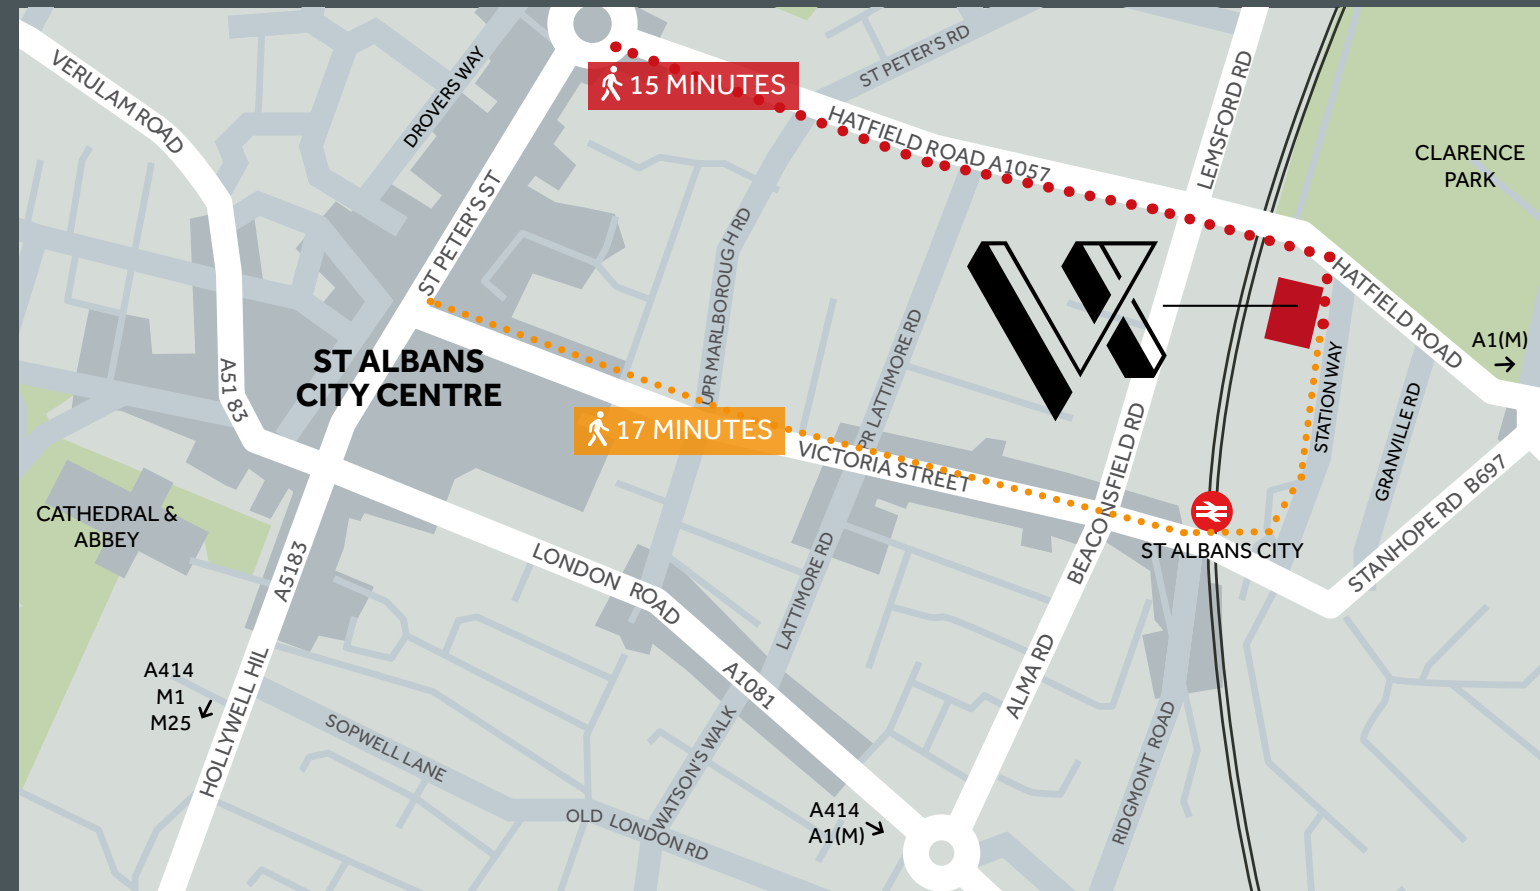 VERULAM ROAD
DROVERS WAY
ST PETER'S RD
LEMSFORD RD
15 MINUTES
HATFIELD ROAD A1057
CLARENCE
PARK
ST PETER'S ST
UPR MARLBOROUGH RD
HATFIELD ROAD
A1(M)
A51 83
ST ALBANS
CITY CENTRE
PR LATTIMORE RD
STATION WAY
GRANVILLE RD
17 MINUTES
VICTORIA STREET
BEACONSFIELD RD
STANHOPE RD B697
CATHEDRAL &
ABBEY
ST ALBANS CITY
A5183
LONDON ROAD
LATTIMORE RD
A414
M1
M25
HOLLYWELL HIL
A1081
ALMA RD
SOPWELL LANE
WATSON'S WALK
RIDGMONT ROAD
OLD LONDON RD
A414
A1(M)